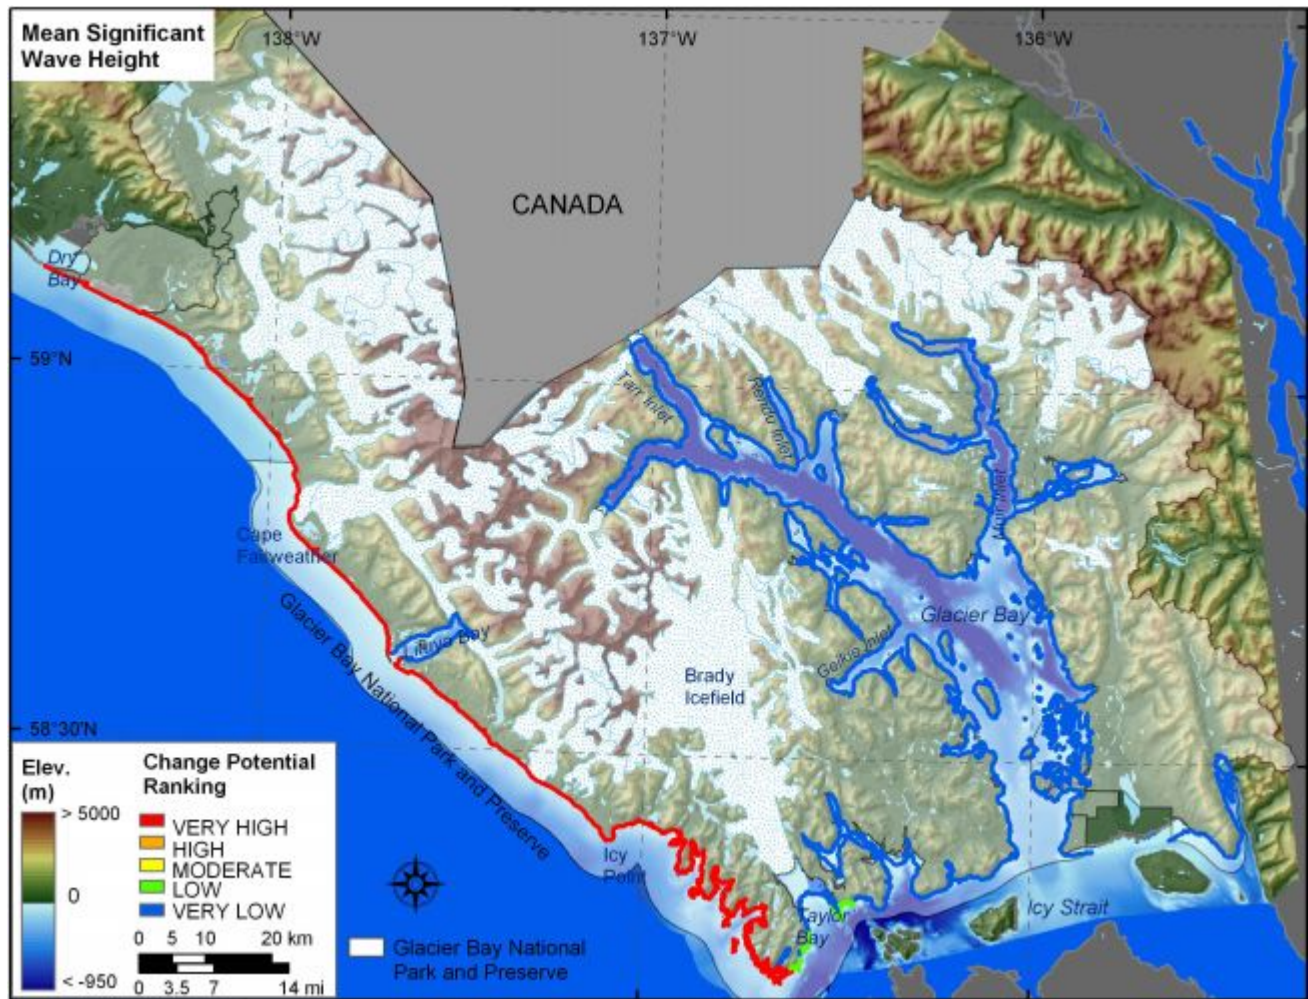 Mean Significant
Wave Height
138°W
137°W
136°W
CANADA
Dry
Bay
59°N
Tarr Inlet
Rendu Inlet
Muir Inlet
Cape
Fairweather
Glacier Bay
Lituya Bay
Geikie Inlet
Brady
Icefield
Glacier Bay National Park and Preserve
58°30'N
Icy
Point
Taylor
Bay
Icy Strait
Elev.
(m)
> 5000
0
< -950
Change Potential
Ranking
VERY HIGH
HIGH
MODERATE
LOW
VERY LOW
0 5 10 20 km
0 3.5 7 14 mi
Glacier Bay National
Park and Preserve